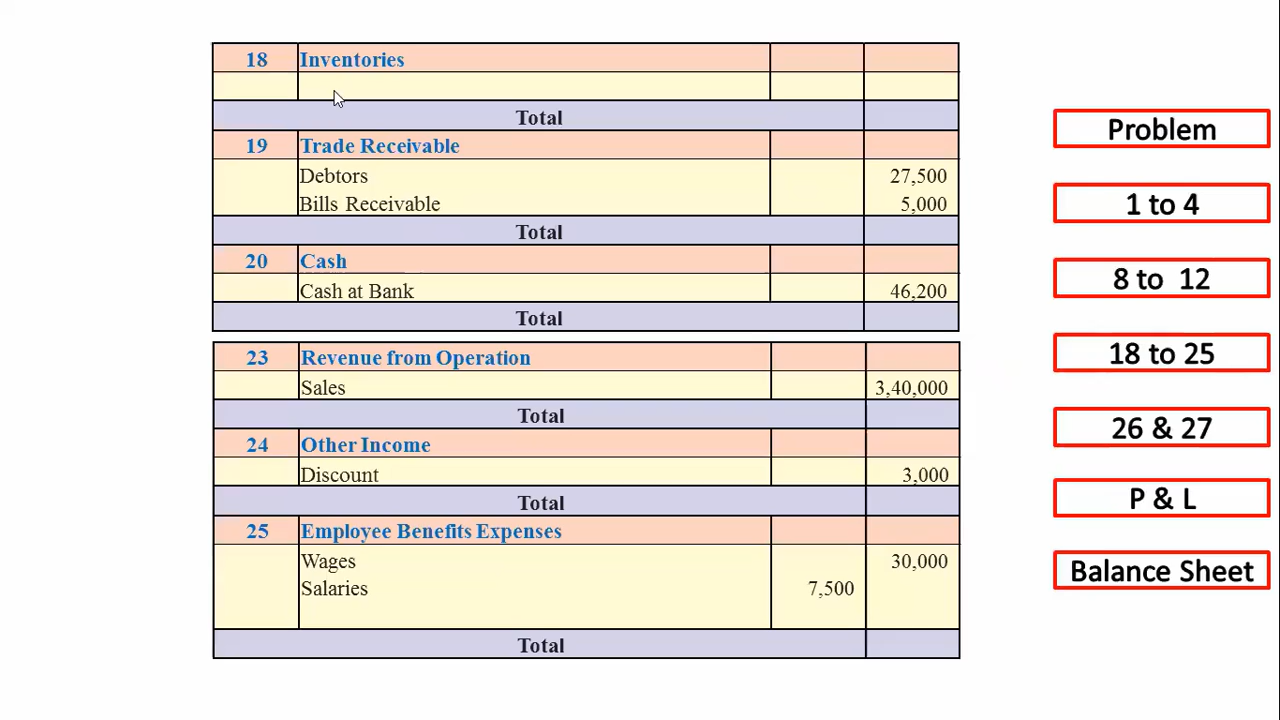 18 Inventories
Total
19 Trade Receivable
Debtors 27,500
Bills Receivable 5,000
Total
20 Cash
Cash at Bank 46,200
Total
23 Revenue from Operation
Sales 3,40,000
Total
24 Other Income
Discount 3,000
Total
25 Employee Benefits Expenses
Wages 30,000
Salaries 7,500
Total
Problem
1 to 4
8 to 12
18 to 25
26 & 27
P & L
Balance Sheet